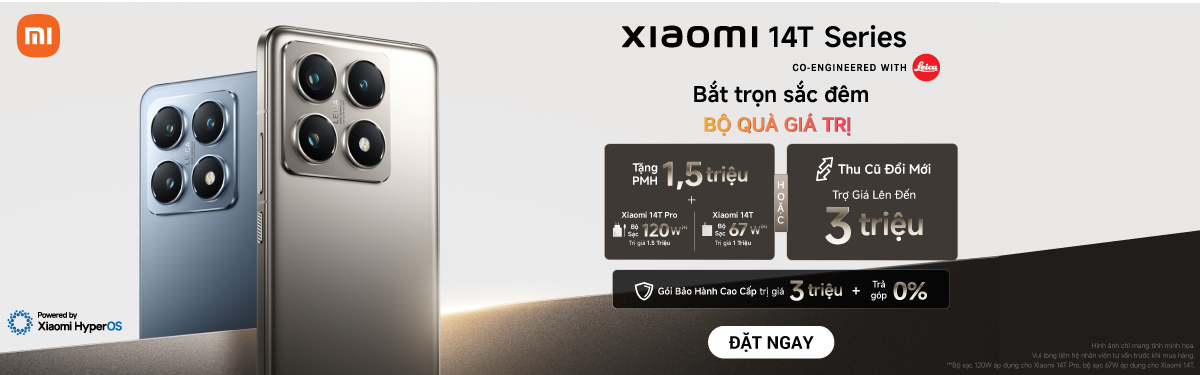 mi
xiaomi 14T Series
CO-ENGINEERED WITH Leica
Bắt trọn sắc đêm
BỘ QUÀ GIÁ TRỊ
Tặng PMH 1,5 triệu
+
Xiaomi 14T Pro
Bộ Sạc 120W(*)
Trị giá 1.5 Triệu
Xiaomi 14T
Bộ Sạc 67W(*)
Trị giá 1 Triệu
HOẶC
Thu Cũ Đổi Mới
Trợ Giá Lên Đến
3 triệu
Gói Bảo Hành Cao Cấp trị giá 3 triệu + Trả góp 0%
ĐẶT NGAY
LEICA
LEICA
Powered by
Xiaomi HyperOS
Hình ảnh chỉ mang tính minh họa.
Vui lòng liên hệ nhân viên tư vấn trước khi mua hàng.
(*)Bộ sạc 120W áp dụng cho Xiaomi 14T Pro, bộ sạc 67W áp dụng cho Xiaomi 14T.